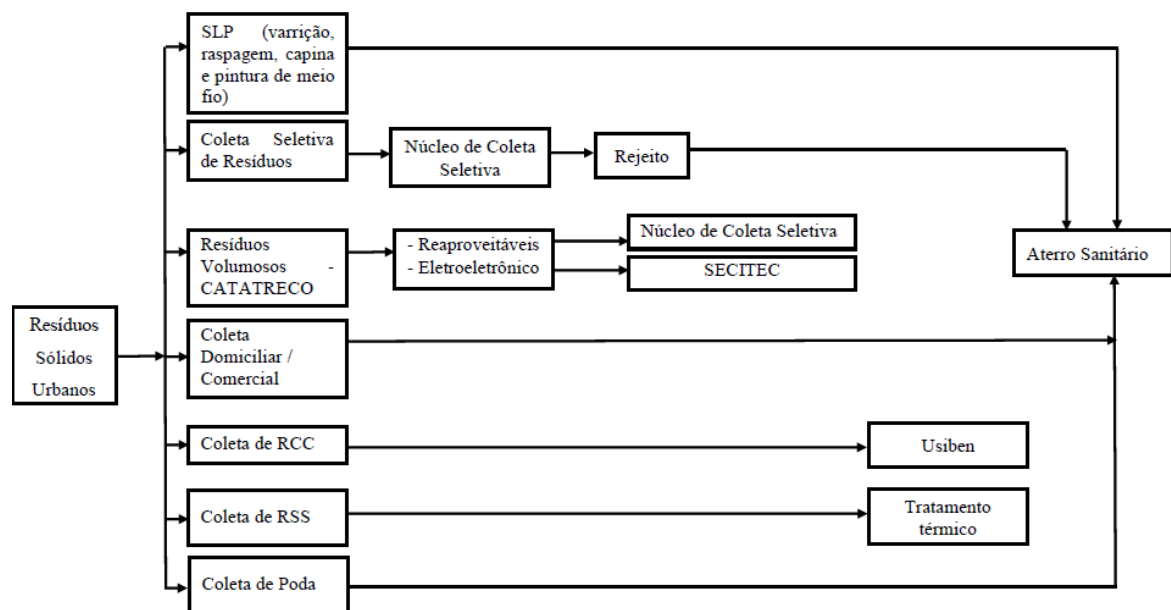 SLP (varrição,
raspagem, capina
e pintura de meio
fio)
Coleta Seletiva
de Resíduos
Núcleo de Coleta
Seletiva
Rejeito
Resíduos
Volumosos -
CATATRECO
- Reaproveitáveis
- Eletroeletrônico
Núcleo de Coleta Seletiva
SECITEC
Aterro Sanitário
Resíduos
Sólidos
Urbanos
Coleta
Domiciliar /
Comercial
Coleta de RCC
Usiben
Coleta de RSS
Tratamento
térmico
Coleta de Poda